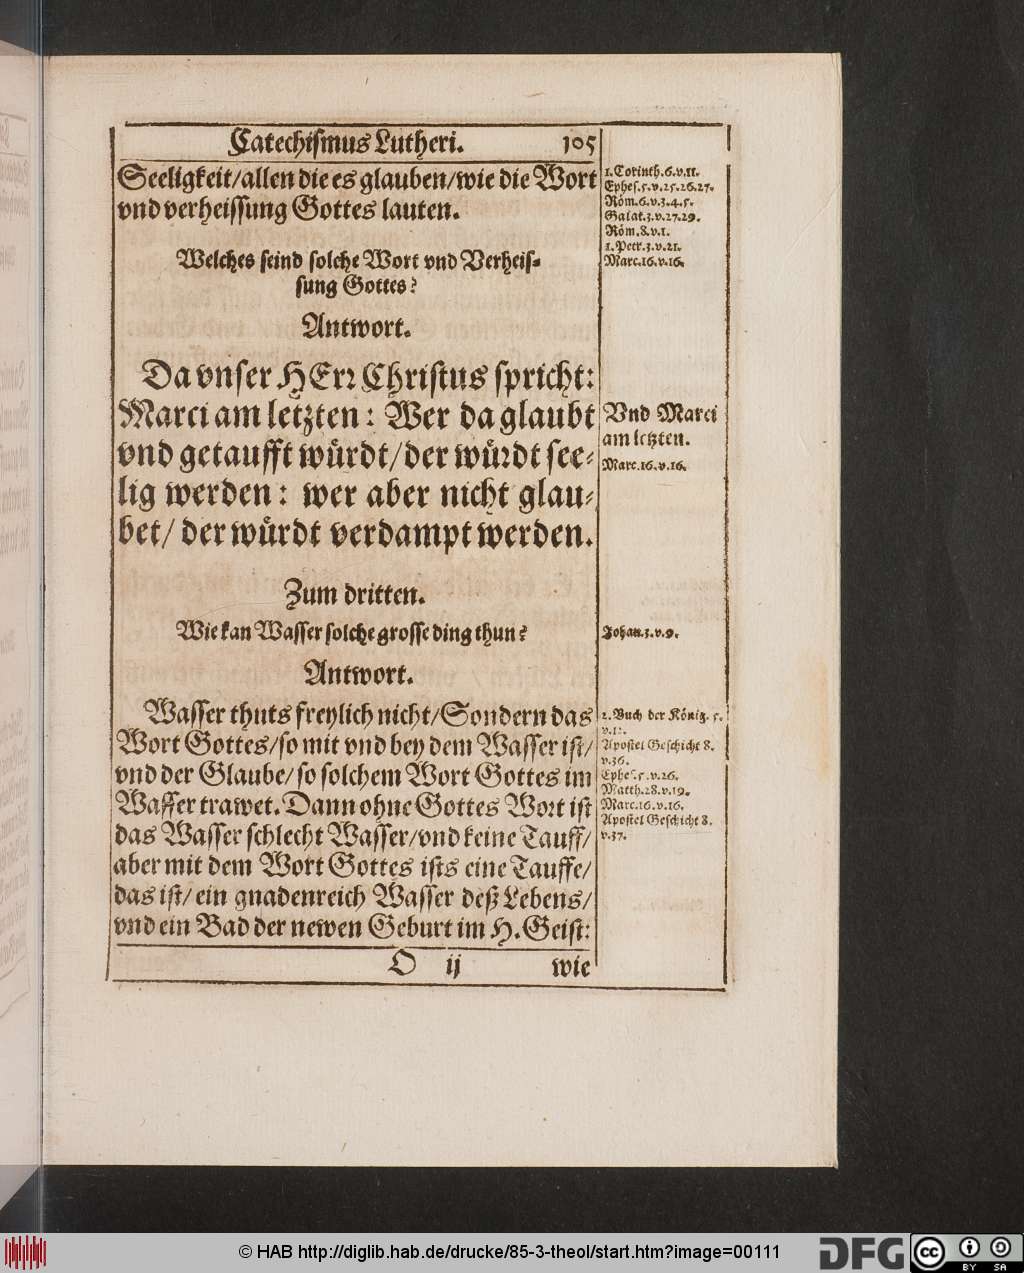 Catechismus Lutheri. 105
Seeligkeit/allen die es glauben/wie die Wort
vnd verheissung Gottes lauten.
1. Corinth. 6. v. 11.
Ephes. 5. v. 25. 26. 27.
Röm. 6. v. 3. 4. 5.
Galat. 3. v. 27. 29.
Röm. 8. v. 1.
1. Petr. 3. v. 21.
Marc. 16. v. 16.
Welches seind solche Wort vnd Verheis-
sung Gottes?
Antwort.
Da vnser HErr Christus spricht:
Marci am letzten: Wer da glaubt
vnd getaufft würdt/der würdt see-
lig werden: wer aber nicht glau-
bet/ der würdt verdampt werden.
Vnd Marci
am letzten.
Marc. 16. v. 16.
Zum dritten.
Wie kan Wasser solche grosse ding thun?
Johan. 3. v. 9.
Antwort.
Wasser thuts freylich nicht/Sondern das
Wort Gottes/so mit vnd bey dem Wasser ist/
vnd der Glaube/so solchem Wort Gottes im
Wasser trawet. Dann ohne Gottes Wort ist
das Wasser schlecht Wasser/vnd keine Tauff/
aber mit dem Wort Gottes ists eine Tauffe/
das ist/ein gnadenreich Wasser deß Lebens/
vnd ein Bad der newen Geburt im H. Geist:
2. Buch der König. 5.
Apostel Geschicht 8.
v. 36.
Ephes. 5. v. 26.
Matth. 28. v. 19.
Marc. 16. v. 16.
Apostel Geschicht 8.
v. 37.
O ij wie
© HAB http://diglib.hab.de/drucke/85-3-theol/start.htm?image=00111
DFG
cc BY SA